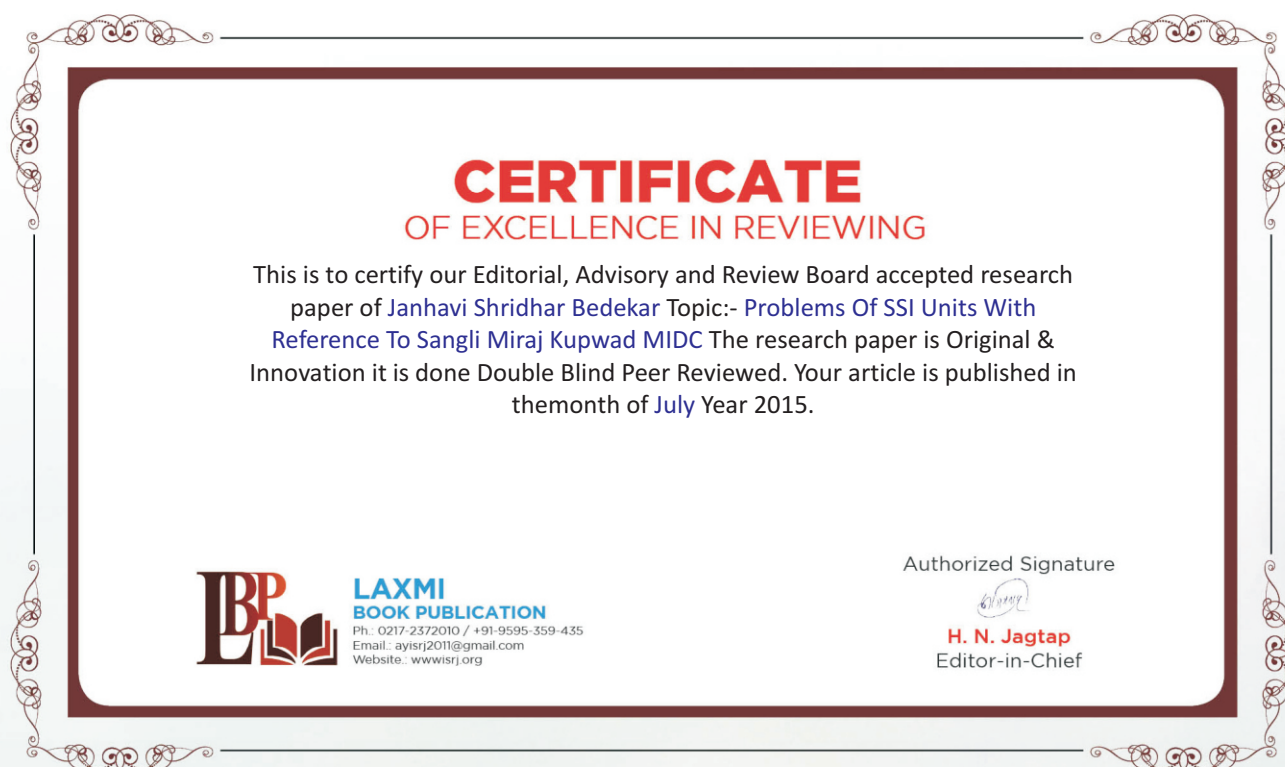 CERTIFICATE
OF EXCELLENCE IN REVIEWING
This is to certify our Editorial, Advisory and Review Board accepted research
paper of Janhavi Shridhar Bedekar Topic:- Problems Of SSI Units With
Reference To Sangli Miraj Kupwad MIDC The research paper is Original &
Innovation it is done Double Blind Peer Reviewed. Your article is published in
themonth of July Year 2015.
LBP
LAXMI
BOOK PUBLICATION
Ph.: 0217-2372010 / +91-9595-359-435
Email.: ayisrj2011@gmail.com
Website.: wwwisrj.org
Authorized Signature
H. N. Jagtap
Editor-in-Chief